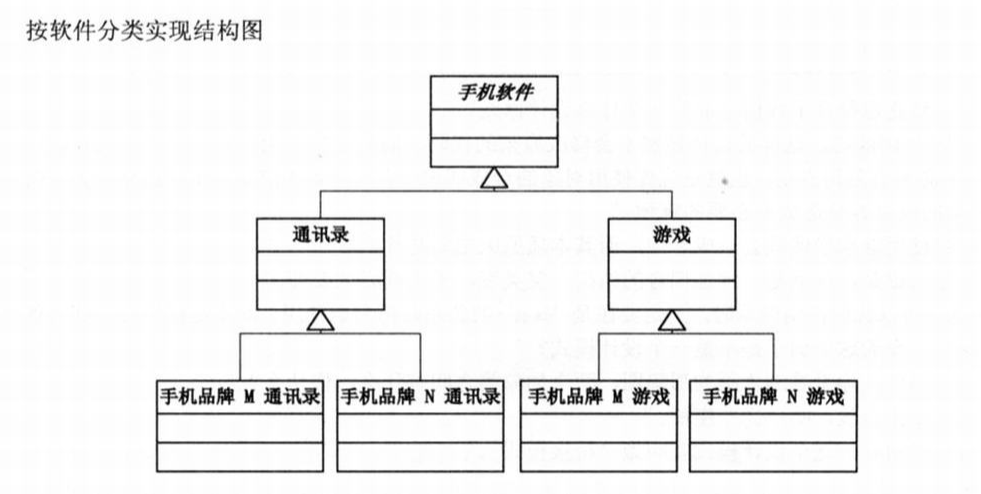 按软件分类实现结构图
手机软件
通讯录
游戏
手机品牌 M 通讯录
手机品牌 N 通讯录
手机品牌 M 游戏
手机品牌 N 游戏